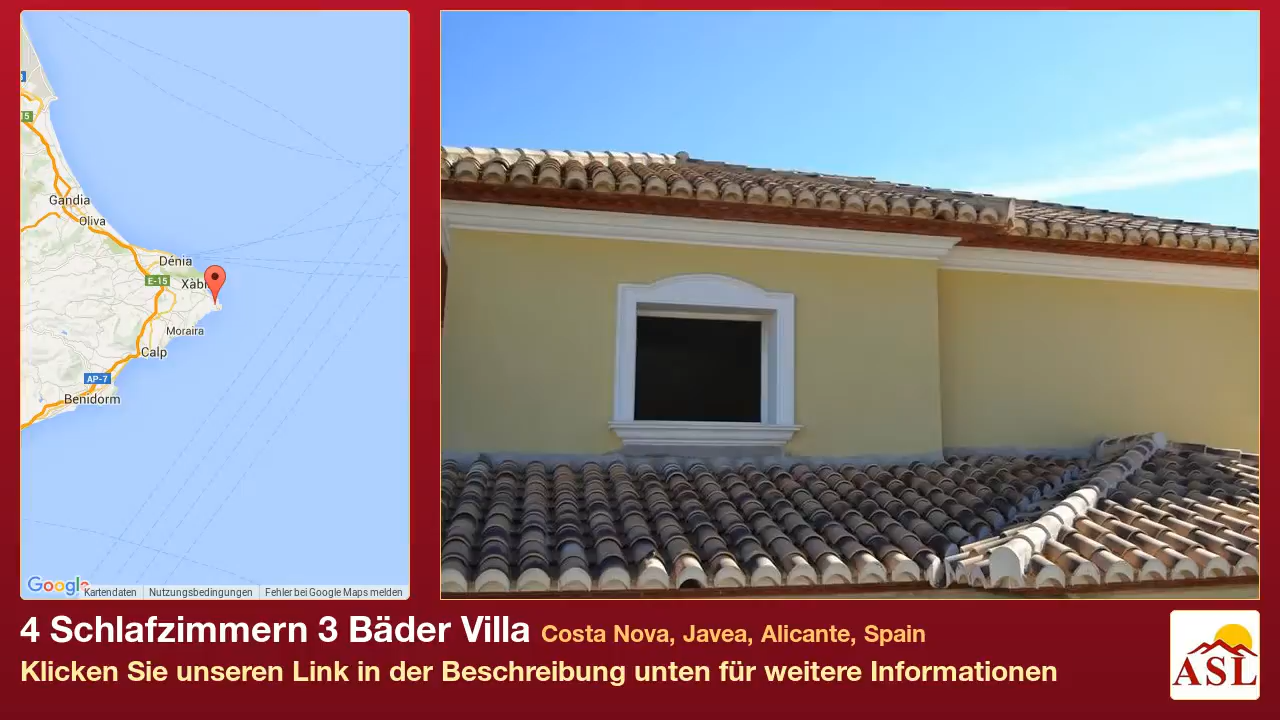 15
Gandia
Oliva
Dénia
E-15
Xàbi
Moraira
Calp
AP-7
Benidorm
Google
Kartendaten Nutzungsbedingungen Fehler bei Google Maps melden
4 Schlafzimmern 3 Bäder Villa Costa Nova, Javea, Alicante, Spain
Klicken Sie unseren Link in der Beschreibung unten für weitere Informationen
ASL